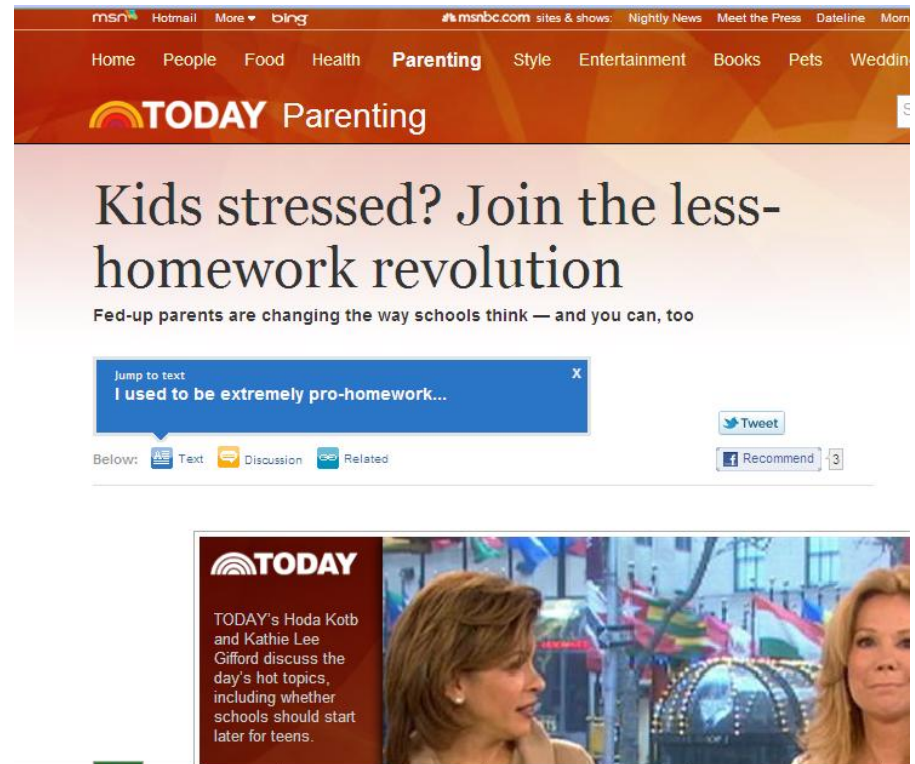 msn Hotmail More bing msnbc.com sites & shows: Nightly News Meet the Press Dateline Morn
Home People Food Health Parenting Style Entertainment Books Pets Weddin
TODAY Parenting
S
Kids stressed? Join the less-
homework revolution
Fed-up parents are changing the way schools think — and you can, too
Jump to text X
I used to be extremely pro-homework...
Tweet
Below: Text Discussion Related
Recommend 3
TODAY
TODAY's Hoda Kotb
and Kathie Lee
Gifford discuss the
day's hot topics,
including whether
schools should start
later for teens.